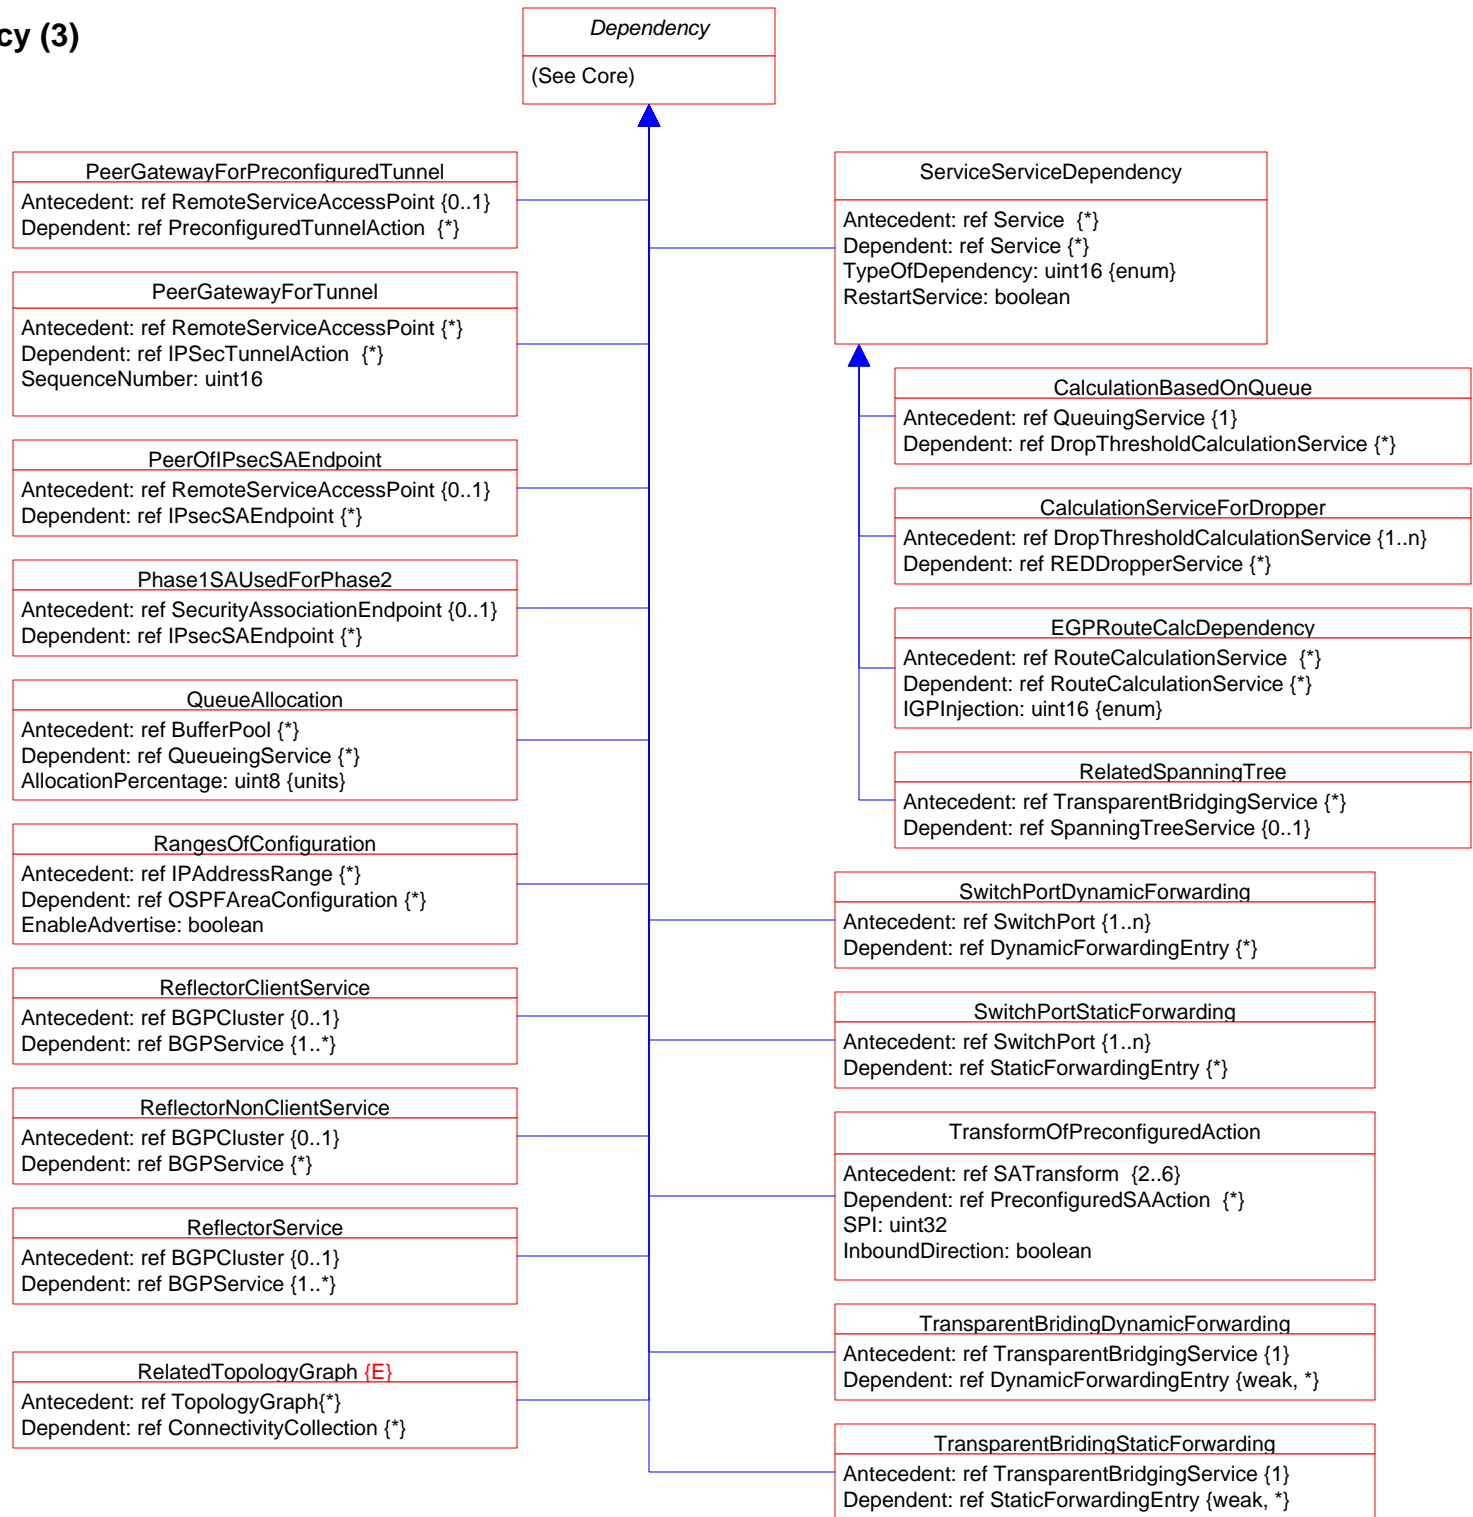 cy (3)
Dependency
(See Core)
PeerGatewayForPreconfiguredTunnel
Antecedent: ref RemoteServiceAccessPoint {0..1}
Dependent: ref PreconfiguredTunnelAction {*}
PeerGatewayForTunnel
Antecedent: ref RemoteServiceAccessPoint {*}
Dependent: ref IPSecTunnelAction {*}
SequenceNumber: uint16
PeerOfIPsecSAEndpoint
Antecedent: ref RemoteServiceAccessPoint {0..1}
Dependent: ref IPsecSAEndpoint {*}
Phase1SAUsedForPhase2
Antecedent: ref SecurityAssociationEndpoint {0..1}
Dependent: ref IPsecSAEndpoint {*}
QueueAllocation
Antecedent: ref BufferPool {*}
Dependent: ref QueueingService {*}
AllocationPercentage: uint8 {units}
RangesOfConfiguration
Antecedent: ref IPAddressRange {*}
Dependent: ref OSPFAreaConfiguration {*}
EnableAdvertise: boolean
ReflectorClientService
Antecedent: ref BGPCluster {0..1}
Dependent: ref BGPService {1..*}
ReflectorNonClientService
Antecedent: ref BGPCluster {0..1}
Dependent: ref BGPService {*}
ReflectorService
Antecedent: ref BGPCluster {0..1}
Dependent: ref BGPService {1..*}
RelatedTopologyGraph {E}
Antecedent: ref TopologyGraph{*}
Dependent: ref ConnectivityCollection {*}
ServiceServiceDependency
Antecedent: ref Service {*}
Dependent: ref Service {*}
TypeOfDependency: uint16 {enum}
RestartService: boolean
CalculationBasedOnQueue
Antecedent: ref QueuingService {1}
Dependent: ref DropThresholdCalculationService {*}
CalculationServiceForDropper
Antecedent: ref DropThresholdCalculationService {1..n}
Dependent: ref REDDropperService {*}
EGPRouteCalcDependency
Antecedent: ref RouteCalculationService {*}
Dependent: ref RouteCalculationService {*}
IGPInjection: uint16 {enum}
RelatedSpanningTree
Antecedent: ref TransparentBridgingService {*}
Dependent: ref SpanningTreeService {0..1}
SwitchPortDynamicForwarding
Antecedent: ref SwitchPort {1..n}
Dependent: ref DynamicForwardingEntry {*}
SwitchPortStaticForwarding
Antecedent: ref SwitchPort {1..n}
Dependent: ref StaticForwardingEntry {*}
TransformOfPreconfiguredAction
Antecedent: ref SATransform {2..6}
Dependent: ref PreconfiguredSAAction {*}
SPI: uint32
InboundDirection: boolean
TransparentBridingDynamicForwarding
Antecedent: ref TransparentBridgingService {1}
Dependent: ref DynamicForwardingEntry {weak, *}
TransparentBridingStaticForwarding
Antecedent: ref TransparentBridgingService {1}
Dependent: ref StaticForwardingEntry {weak, *}